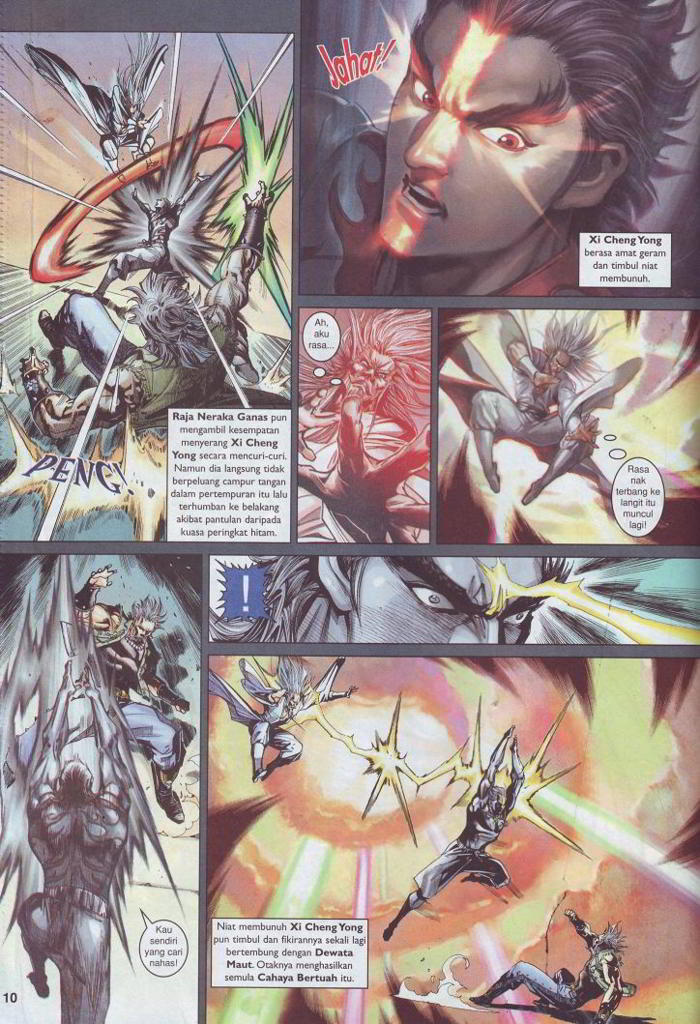 PENG!
Raja Neraka Ganas pun
mengambil kesempatan
menyerang Xi Cheng
Yong secara mencuri-curi.
Namun dia langsung tidak
berpeluang campur tangan
dalam pertempuran itu lalu
terhumban ke belakang
akibat pantulan daripada
kuasa peringkat hitam.
Jahat!
Xi Cheng Yong
berasa amat geram
dan timbul niat
membunuh.
Ah,
aku
rasa...
Rasa
nak
terbang ke
langit itu
muncul
lagi!
!
Kau
sendiri
yang cari
nahas!
Niat membunuh Xi Cheng Yong
pun timbul dan fikirannya sekali lagi
bertembung dengan Dewata
Maut. Otaknya menghasilkan
semula Cahaya Bertuah itu.
10